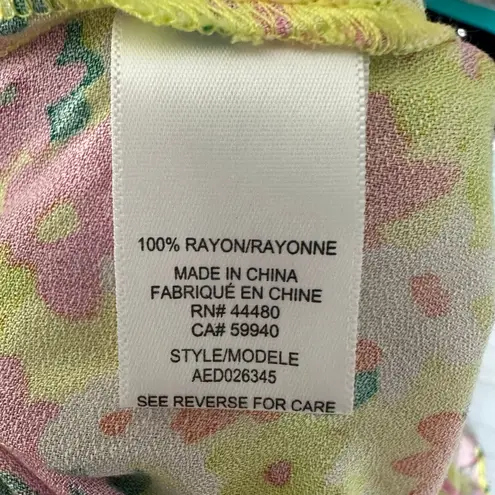 100% RAYON/RAYONNE
MADE IN CHINA
FABRIQUÉ EN CHINE
RN# 44480
CA# 59940
STYLE/MODELE
AED026345
SEE REVERSE FOR CARE